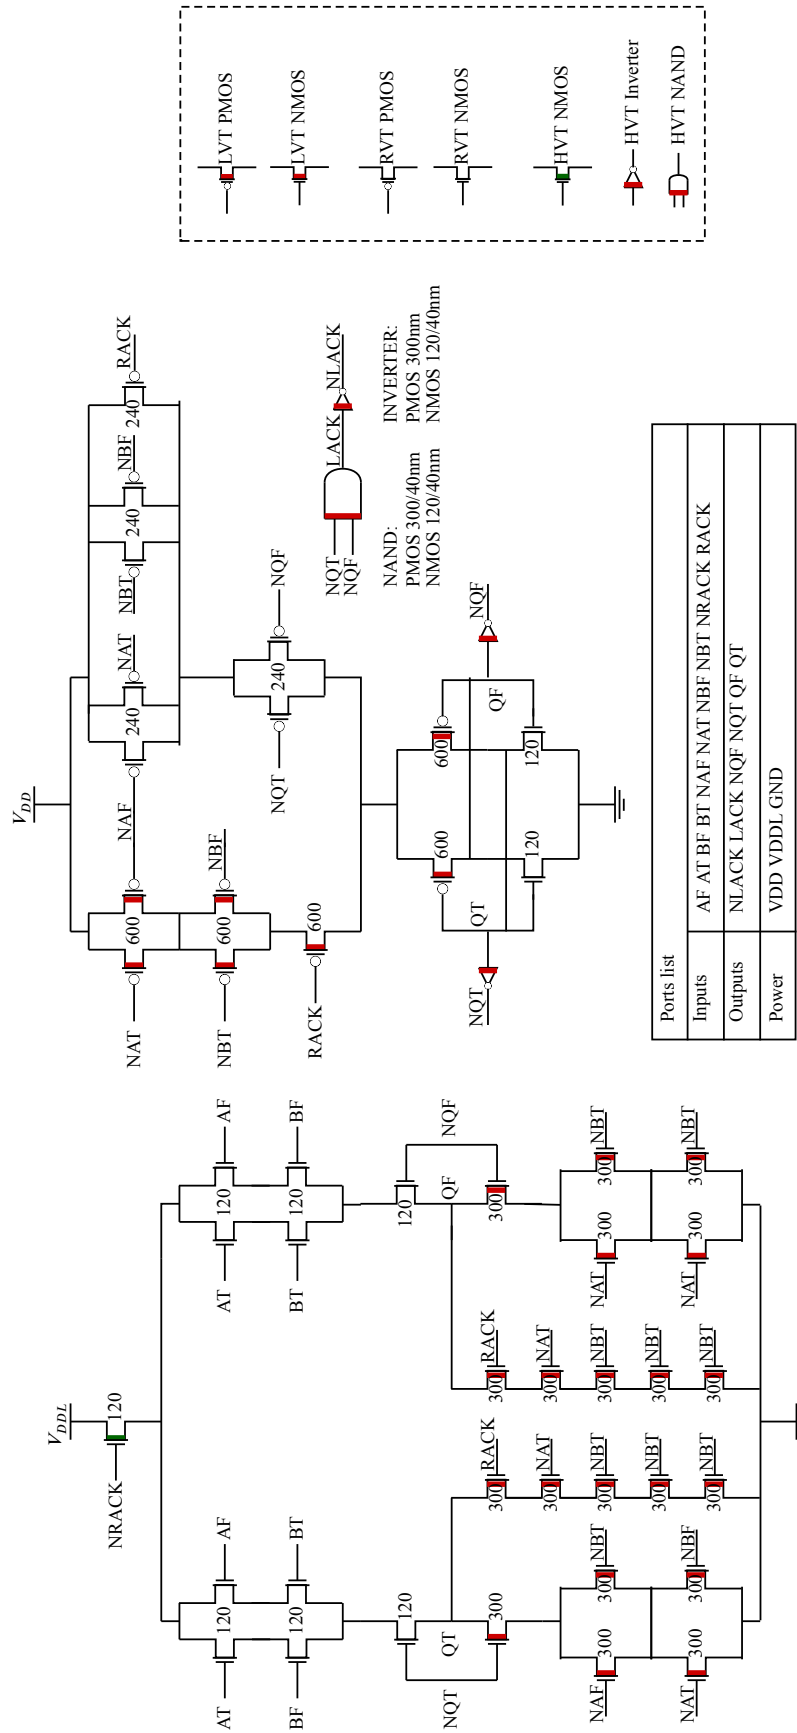 V_DDL
NRACK
120
AT
120
AF
AT
120
AF
BF
120
BT
BT
120
BF
120
120
NQT
QT
QF
NQF
300
300
RACK
300
RACK
300
NAT
300
NAT
300
NAF
300
300
NBT
NBT
300
NBT
300
NAT
300
300
NBT
NBT
300
NBT
300
NAT
300
300
NBF
NBT
300
NBT
300
NAT
300
300
NBT
V_DD
NAT
600
NAF
240
NAT
NBT
240
NBF
240
RACK
NBT
600
NBF
RACK
600
NQT
240
NQF
NQT
NQF
LACK
NLACK
NAND:
PMOS 300/40nm
NMOS 120/40nm
INVERTER:
PMOS 300nm
NMOS 120/40nm
600
600
NQT
QT
QF
NQF
120
120
Ports list
Inputs AF AT BF BT NAF NAT NBF NBT NRACK RACK
Outputs NLACK LACK NQF NQT QF QT
Power VDD VDDL GND
LVT PMOS
LVT NMOS
RVT PMOS
RVT NMOS
HVT NMOS
HVT Inverter
HVT NAND